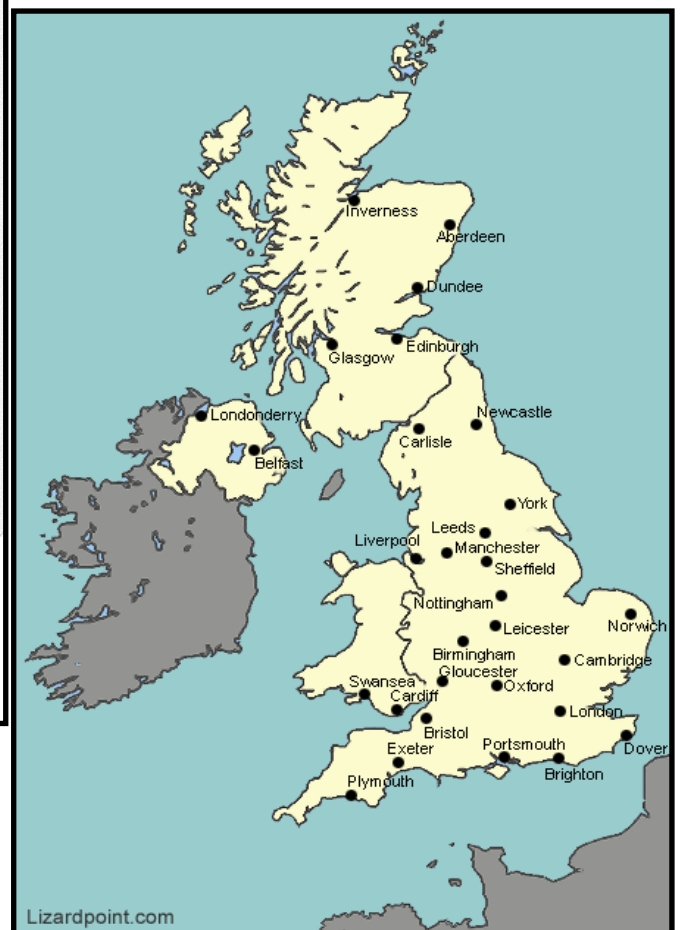 Inverness
Aberdeen
Dundee
Edinburgh
Glasgow
Londonderry
Newcastle
Carlisle
Belfast
York
Leeds
Liverpool
Manchester
Sheffield
Nottingham
Norwich
Leicester
Birmingham
Cambridge
Gloucester
Swansea
Oxford
Cardiff
London
Bristol
Portsmouth
Dover
Exeter
Brighton
Plymouth
Lizardpoint.com